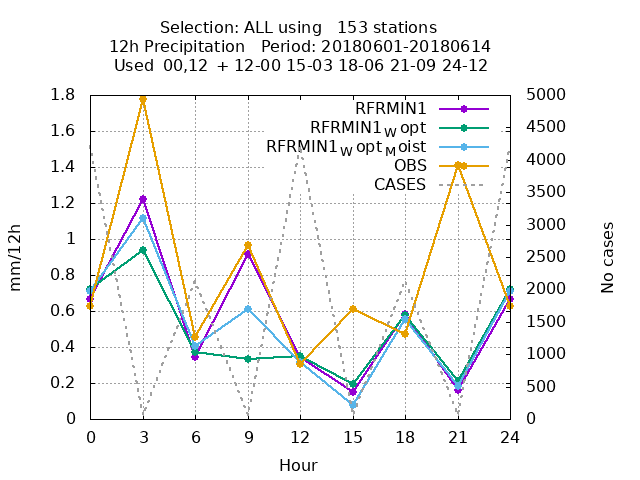 Selection: ALL using   153 stations
12h Precipitation   Period: 20180601-20180614
Used  00,12  + 12-00 15-03 18-06 21-09 24-12
RFRMIN1
RFRMIN1_W opt
RFRMIN1_W opt_M oist
OBS
CASES
1.8
1.6
1.4
1.2
1
0.8
0.6
0.4
0.2
0
mm/12h
5000
4500
4000
3500
3000
2500
2000
1500
1000
500
0
No cases
0 3 6 9 12 15 18 21 24
Hour